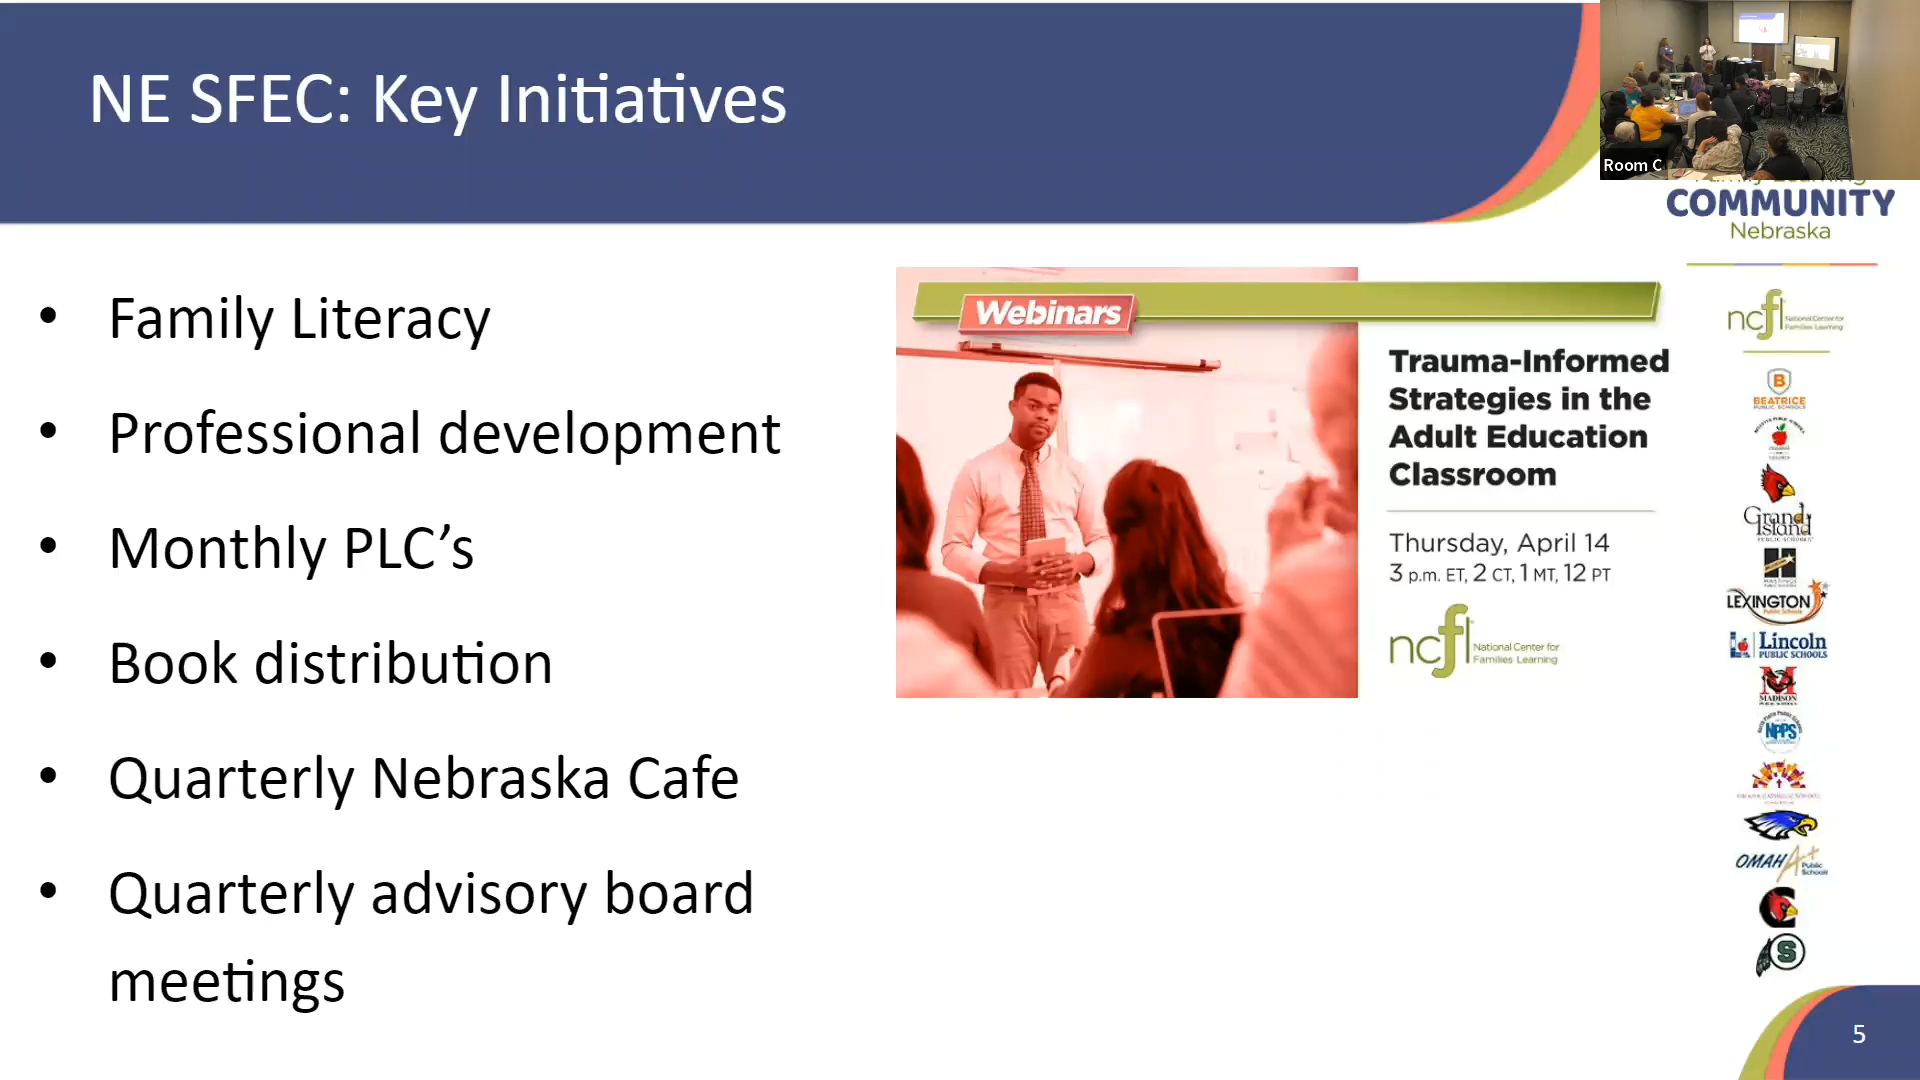 NE SFEC: Key Initiatives
Room C
COMMUNITY
Nebraska
• Family Literacy
• Professional development
• Monthly PLC’s
• Book distribution
• Quarterly Nebraska Cafe
• Quarterly advisory board
meetings
Webinars
Trauma-Informed
Strategies in the
Adult Education
Classroom
Thursday, April 14
3 p.m. ET, 2 CT, 1 MT, 12 PT
ncfl National Center for
Families Learning
ncfl National Center for
Families Learning
B
BEATRICE
PUBLIC SCHOOLS
Grand
Island
PUBLIC SCHOOLS
H
LEXINGTON
Public Schools
Lincoln
PUBLIC SCHOOLS
M
MADISON
NPPS
OMAHA
Public
Schools
C
S
5